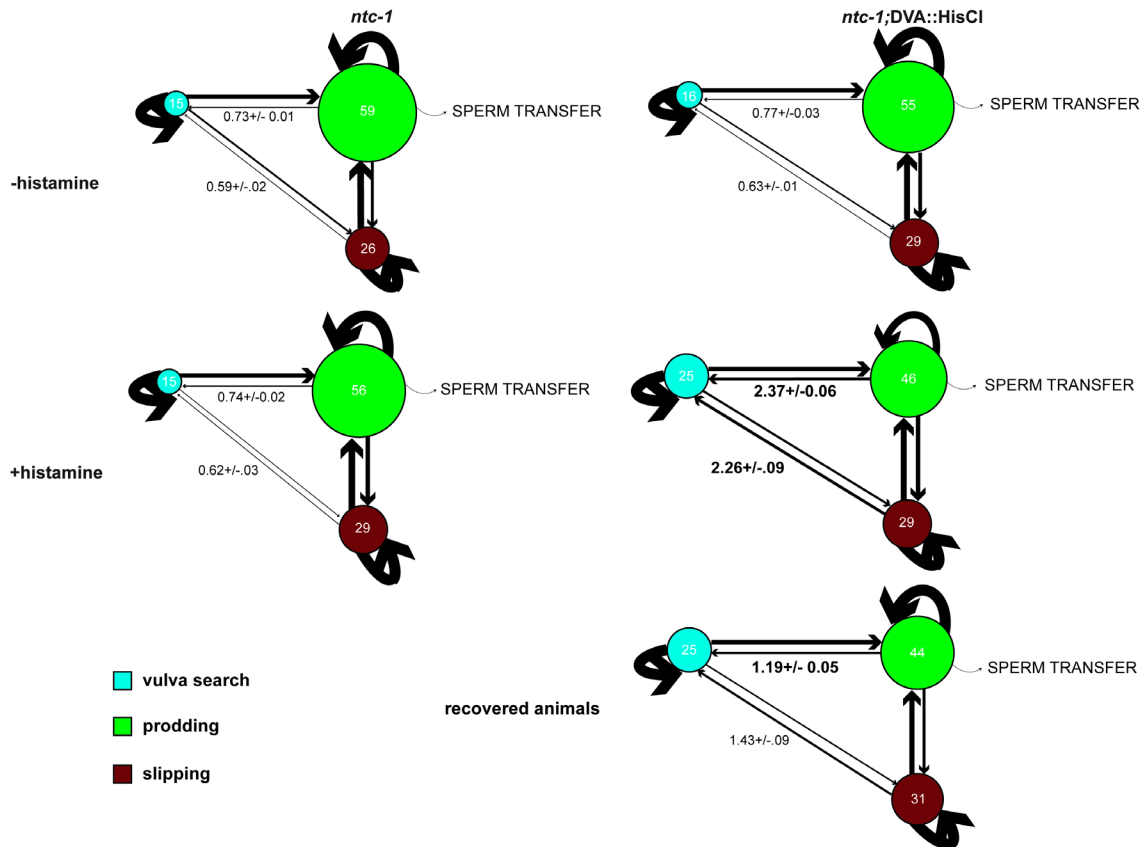 ntc-1
ntc-1;DVA::HisCl
15
59
SPERM TRANSFER
0.73+/- 0.01
0.59+/-.02
26
16
55
SPERM TRANSFER
0.77+/-0.03
0.63+/-.01
29
-histamine
15
56
SPERM TRANSFER
0.74+/-0.02
0.62+/-.03
29
25
46
SPERM TRANSFER
2.37+/-0.06
2.26+/-.09
29
+histamine
25
44
SPERM TRANSFER
1.19+/- 0.05
1.43+/-.09
31
recovered animals
vulva search
prodding
slipping